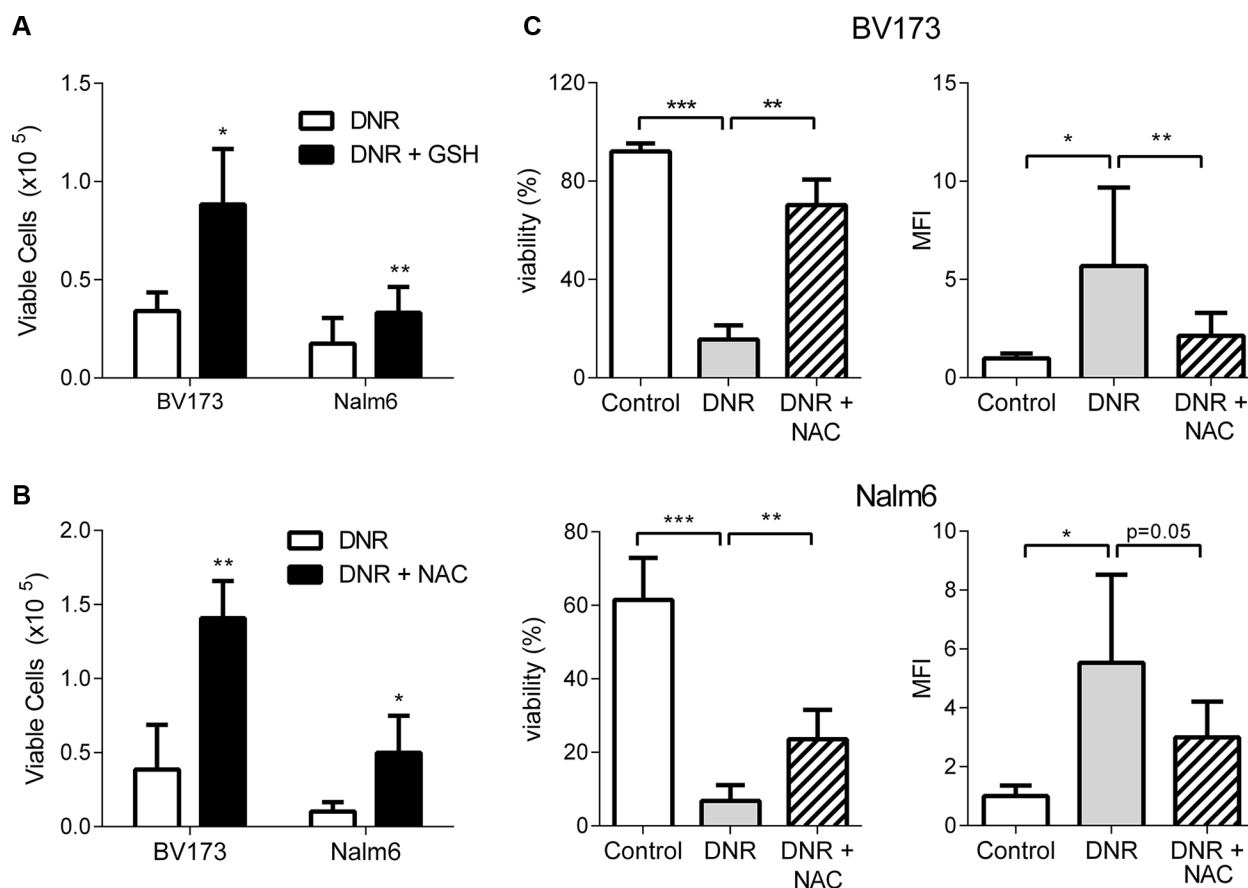 A
1.5
1.0
0.5
0.0
Viable Cells (x10 5)
DNR
DNR + GSH
*
**
BV173
Nalm6
B
2.0
1.5
1.0
0.5
0.0
Viable Cells (x10 5)
DNR
DNR + NAC
**
*
BV173
Nalm6
C
BV173
120
80
40
0
viability (%)
***
**
Control
DNR
DNR +
NAC
15
10
5
0
MFI
*
**
Control
DNR
DNR +
NAC
Nalm6
80
60
40
20
0
viability (%)
***
**
Control
DNR
DNR +
NAC
10
8
6
4
2
0
MFI
*
p=0.05
Control
DNR
DNR +
NAC